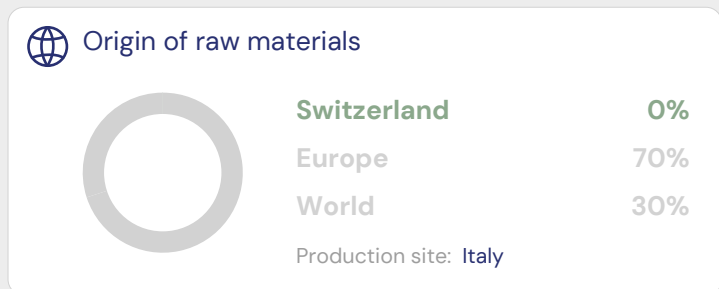 Origin of raw materials
Switzerland 0%
Europe 70%
World 30%
Production site: Italy